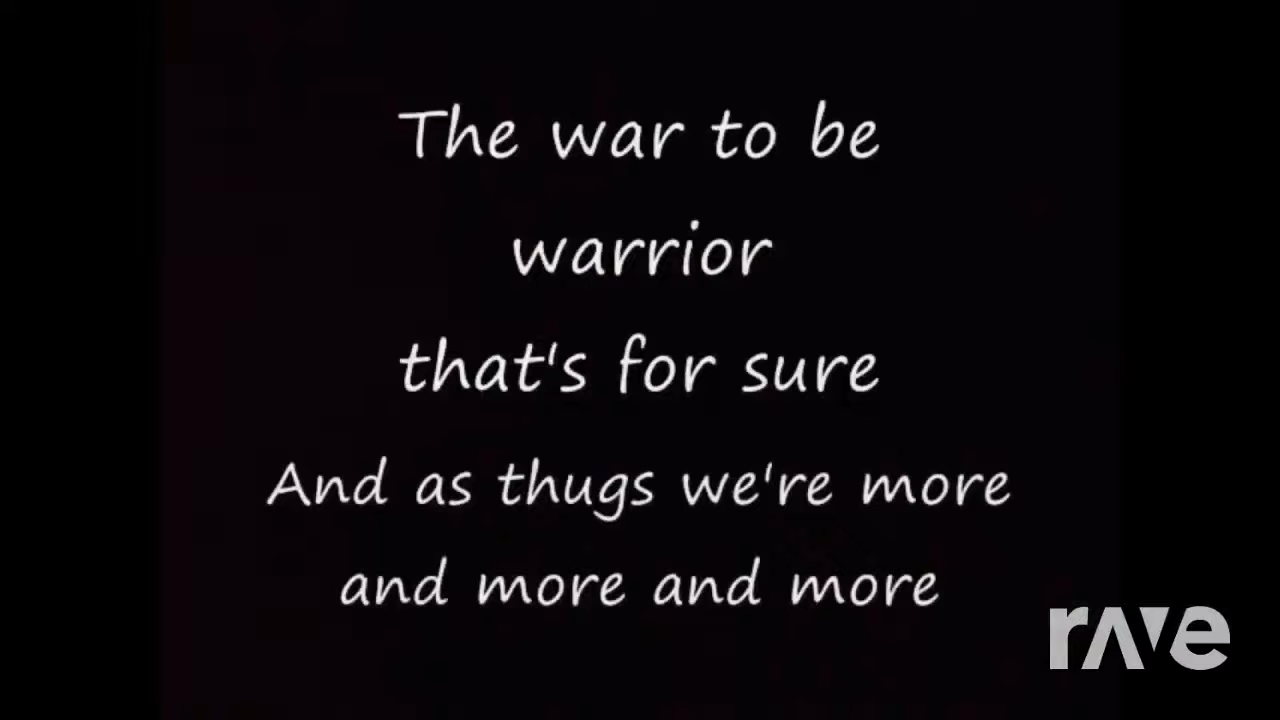 The war to be
warrior
that's for sure
And as thugs we're more
and more and more
rave